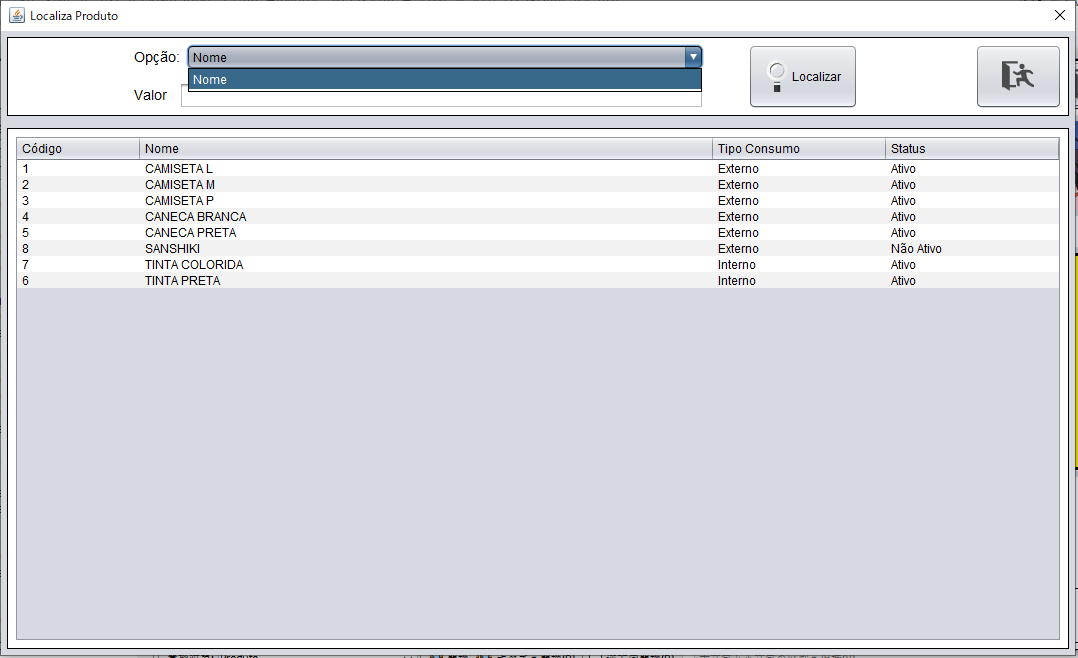 Localiza Produto
Opção: Nome
Nome
Valor
Localizar
Código Nome Tipo Consumo Status
1 CAMISETA L Externo Ativo
2 CAMISETA M Externo Ativo
3 CAMISETA P Externo Ativo
4 CANECA BRANCA Externo Ativo
5 CANECA PRETA Externo Ativo
8 SANSHIKI Externo Não Ativo
7 TINTA COLORIDA Interno Ativo
6 TINTA PRETA Interno Ativo